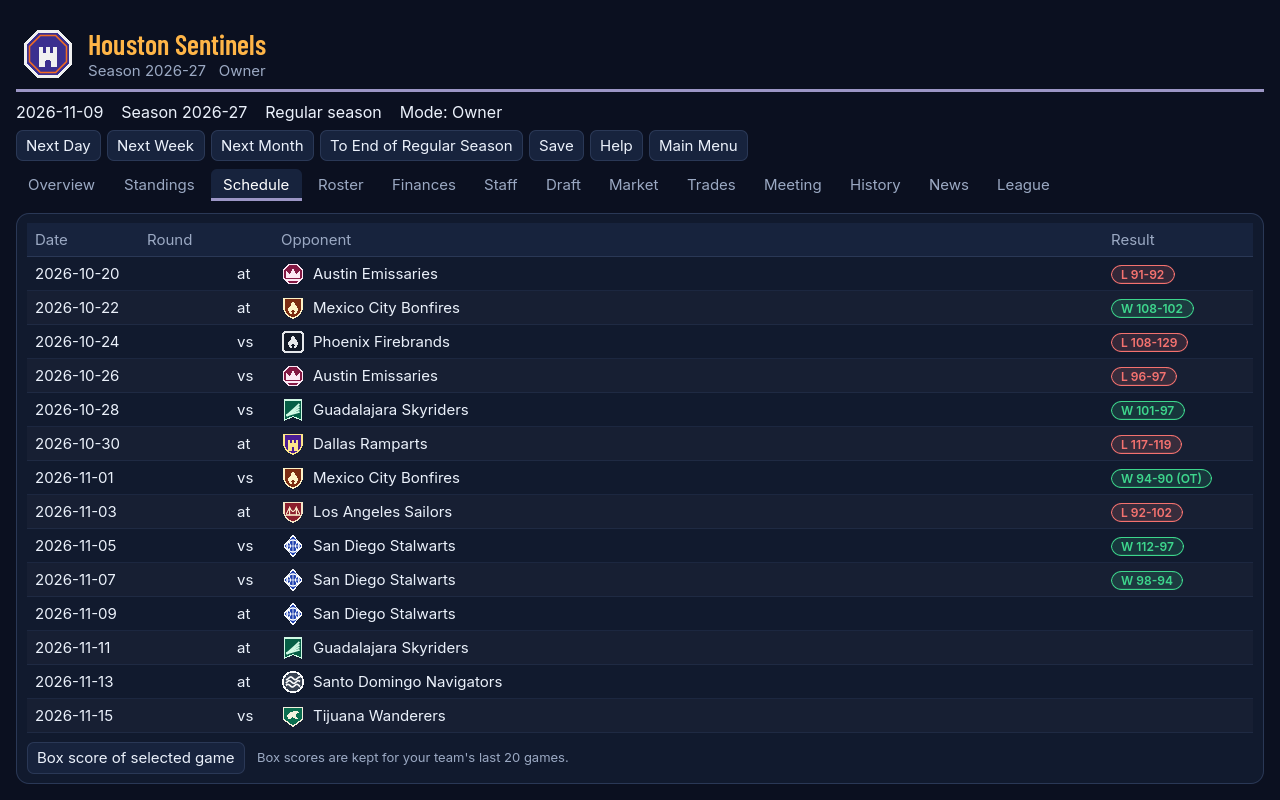 Houston Sentinels
Season 2026-27 Owner
2026-11-09 Season 2026-27 Regular season Mode: Owner
Next Day Next Week Next Month To End of Regular Season Save Help Main Menu
Overview Standings Schedule Roster Finances Staff Draft Market Trades Meeting History News League
Date Round Opponent Result
2026-10-20 at Austin Emissaries L 91-92
2026-10-22 at Mexico City Bonfires W 108-102
2026-10-24 vs Phoenix Firebrands L 108-129
2026-10-26 vs Austin Emissaries L 96-97
2026-10-28 vs Guadalajara Skyriders W 101-97
2026-10-30 at Dallas Ramparts L 117-119
2026-11-01 vs Mexico City Bonfires W 94-90 (OT)
2026-11-03 at Los Angeles Sailors L 92-102
2026-11-05 vs San Diego Stalwarts W 112-97
2026-11-07 vs San Diego Stalwarts W 98-94
2026-11-09 at San Diego Stalwarts
2026-11-11 at Guadalajara Skyriders
2026-11-13 at Santo Domingo Navigators
2026-11-15 vs Tijuana Wanderers
Box score of selected game Box scores are kept for your team's last 20 games.